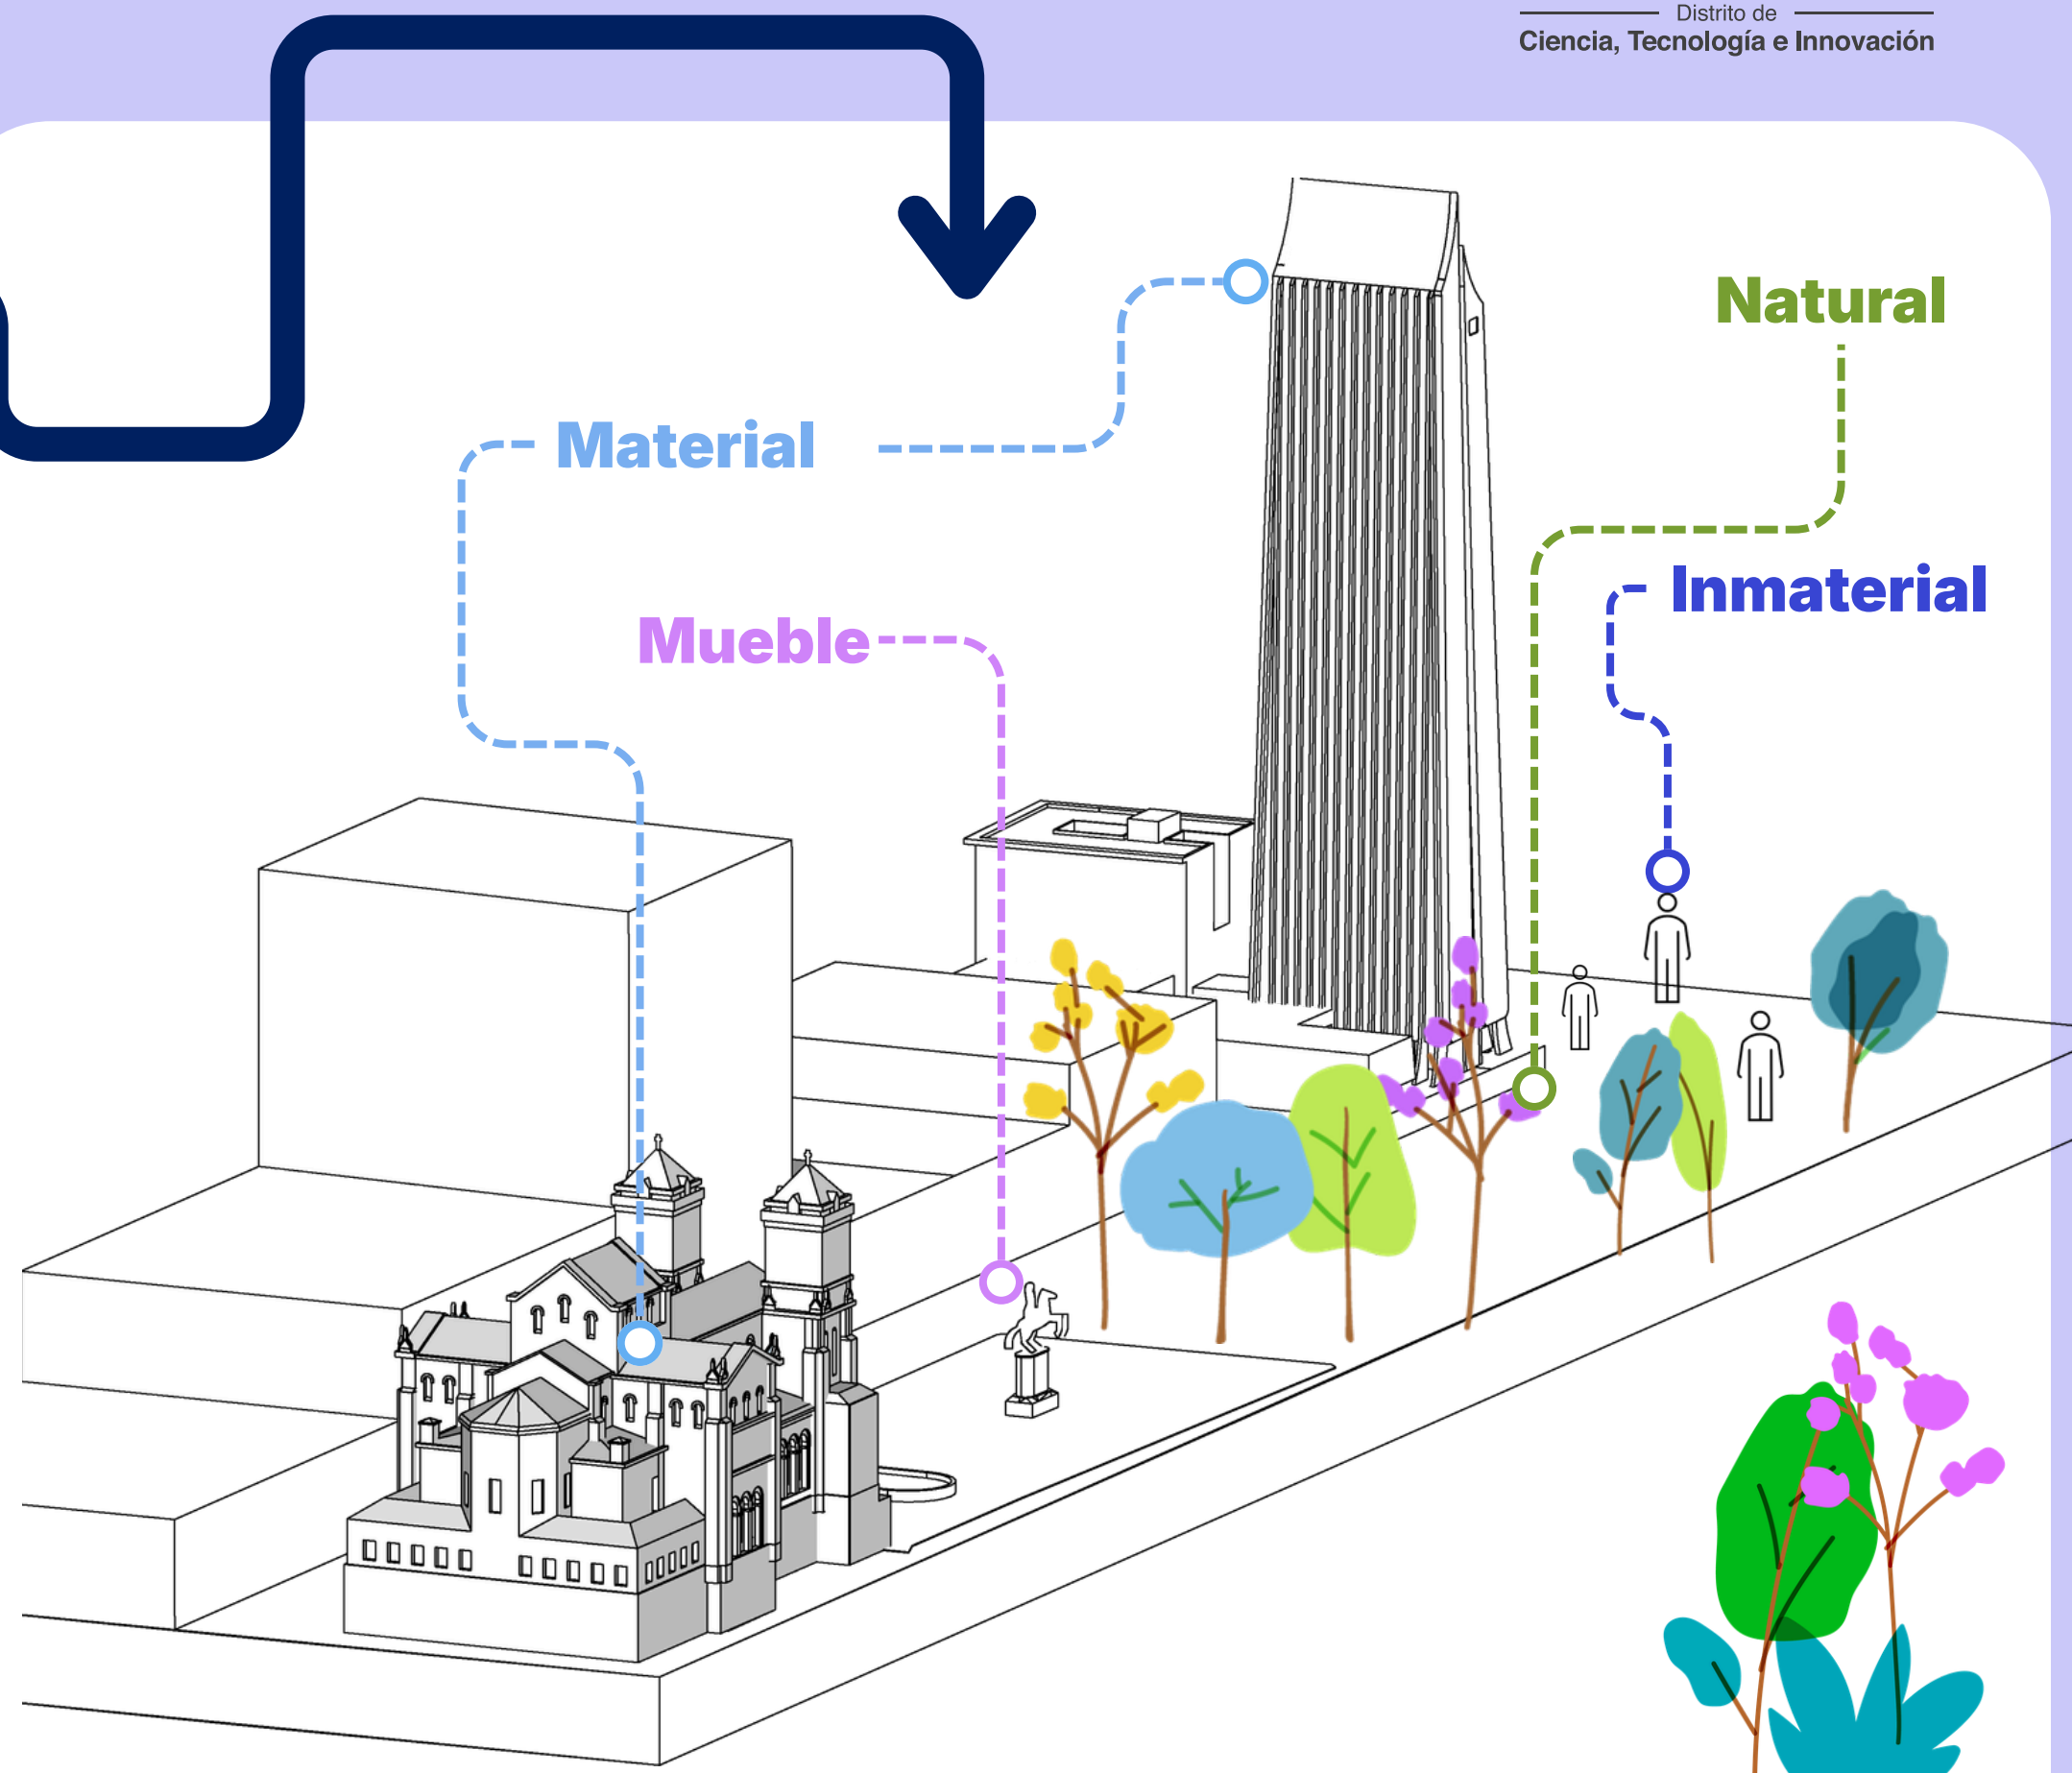 Distrito de
Ciencia, Tecnología e Innovación
Natural
Material
Inmaterial
Mueble